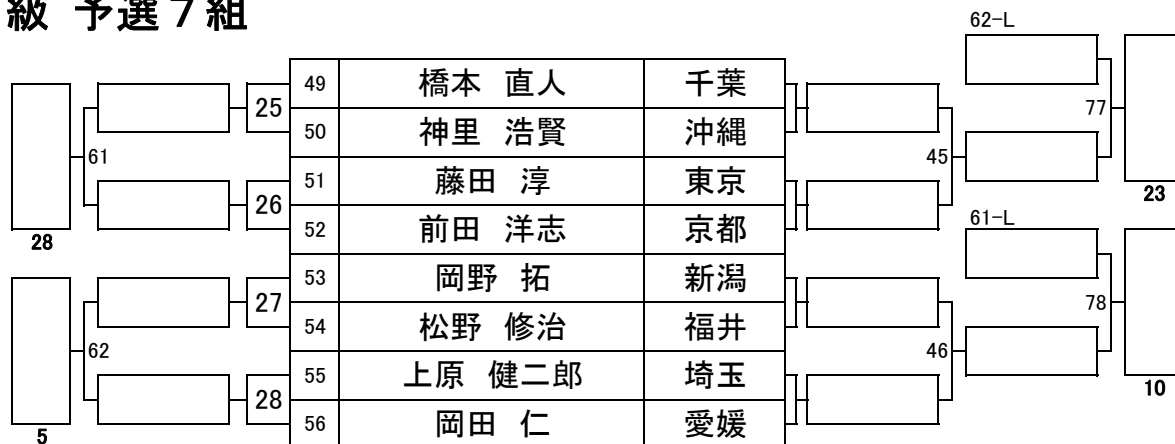 級 予選７組
62-L
49 橋本 直人 千葉
25
50 神里 浩賢 沖縄
77
61
45
51 藤田 淳 東京
26
23
52 前田 洋志 京都
61-L
28
53 岡野 拓 新潟
27
78
54 松野 修治 福井
62
46
55 上原 健二郎 埼玉
28
10
56 岡田 仁 愛媛
5